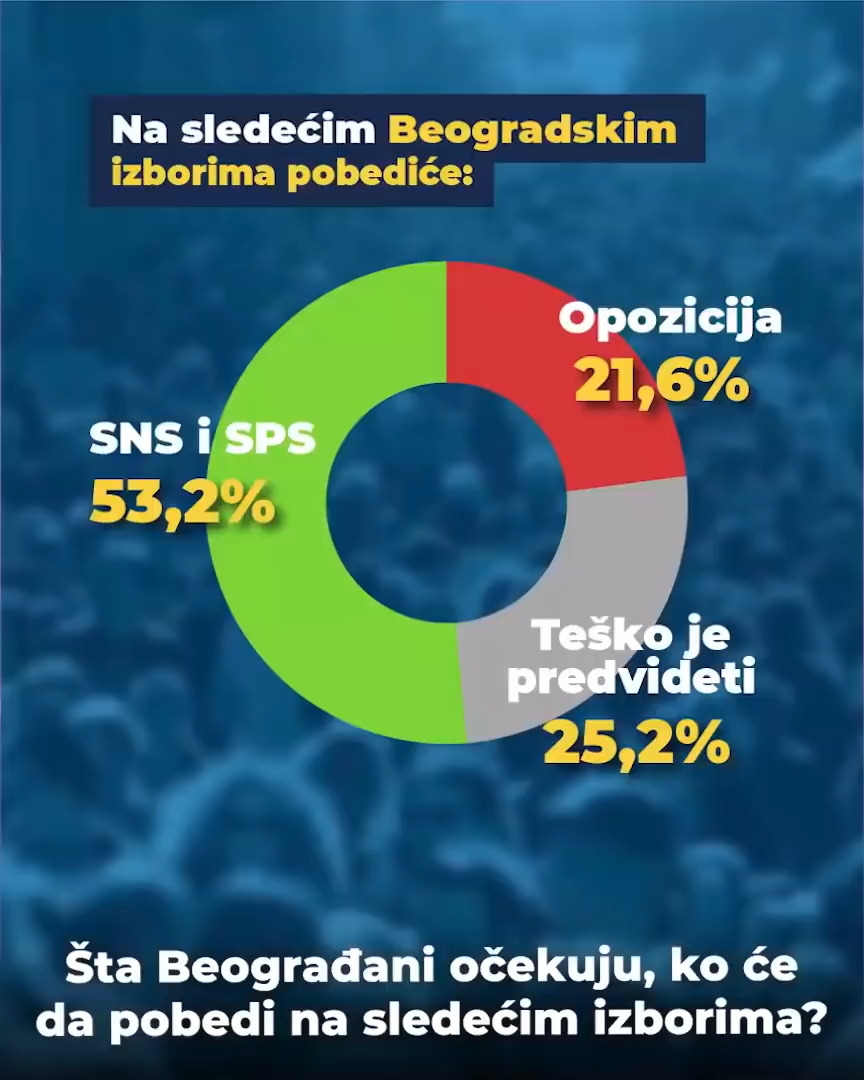 Na sledećim Beogradskim
izborima pobediće:
Opozicija
21,6%
SNS i SPS
53,2%
Teško je
predvideti
25,2%
Šta Beograđani očekuju, ko će
da pobedi na sledećim izborima?